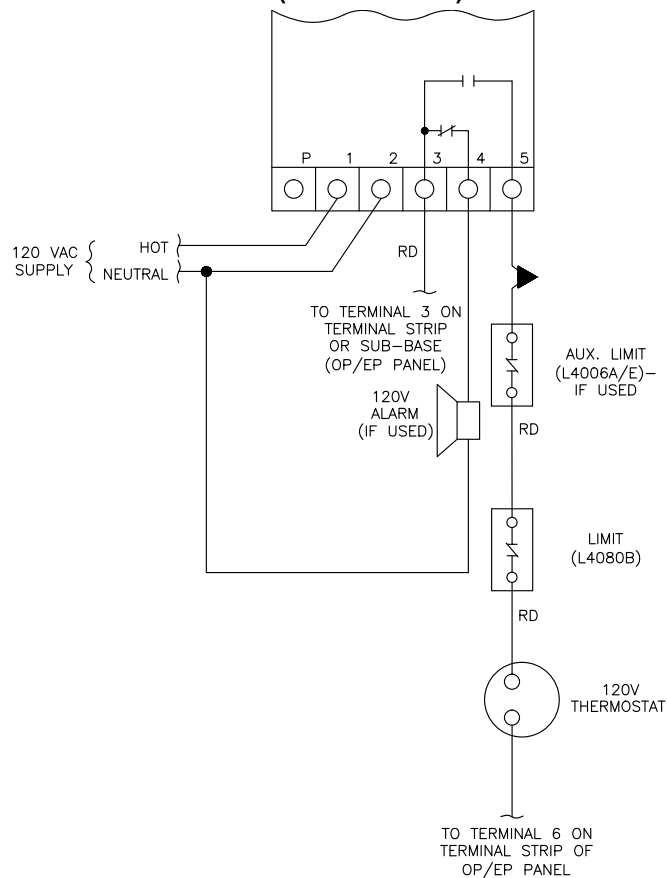 P 1 2 3 4 5
120 VAC
SUPPLY
HOT
NEUTRAL
RD
TO TERMINAL 3 ON
TERMINAL STRIP
OR SUB-BASE
(OP/EP PANEL)
120V
ALARM
(IF USED)
AUX. LIMIT
(L4006A/E)-
IF USED
RD
LIMIT
(L4080B)
RD
120V
THERMOSTAT
TO TERMINAL 6 ON
TERMINAL STRIP OF
OP/EP PANEL